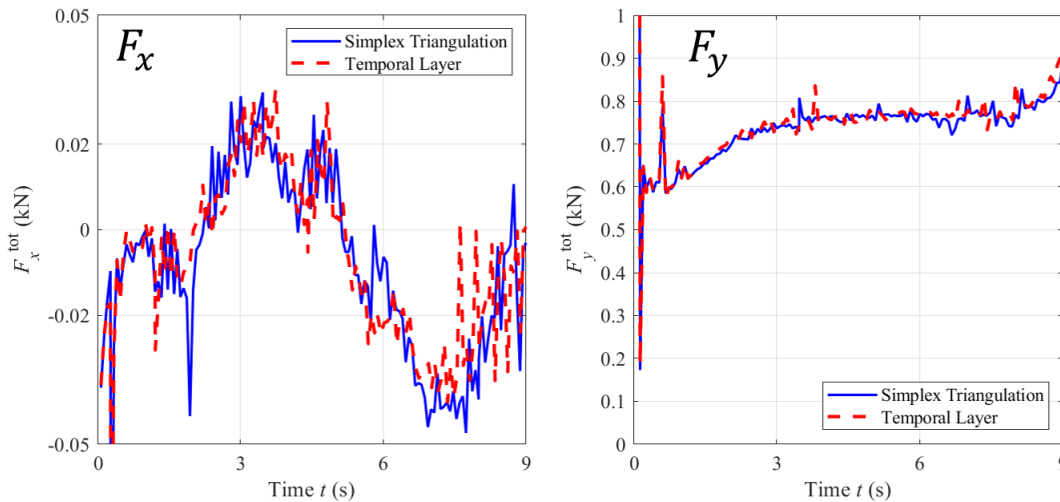 F_x
Simplex Triangulation
Temporal Layer
0.05
0.02
0
-0.02
-0.05
F_x^tot (kN)
0
3
6
9
Time t (s)
F_y
1
0.9
0.8
0.7
0.6
0.5
0.4
0.3
0.2
0.1
0
F_y^tot (kN)
Simplex Triangulation
Temporal Layer
0
3
6
9
Time t (s)